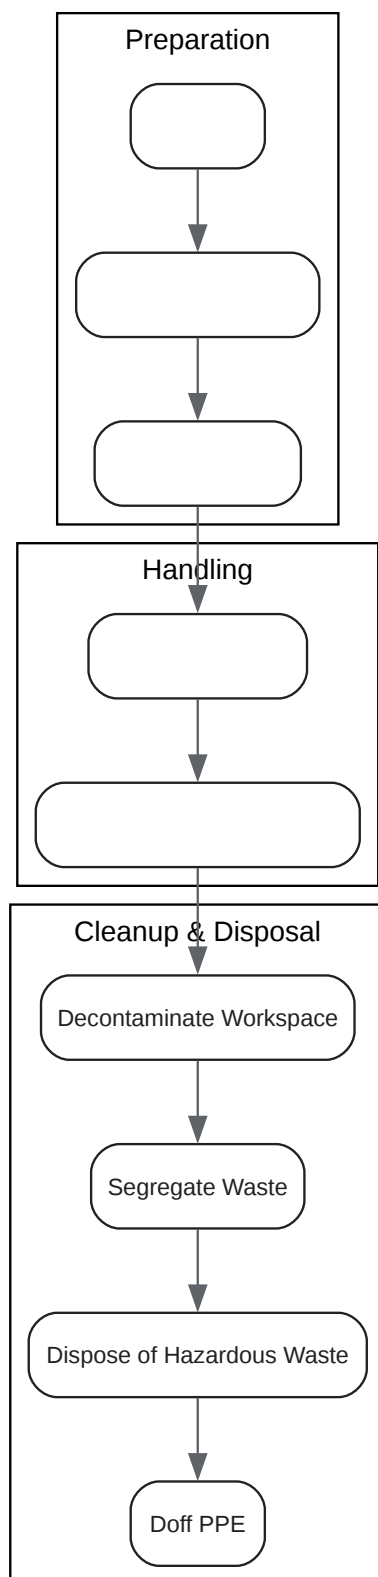 Preparation
Handling
Cleanup & Disposal
Decontaminate Workspace
Segregate Waste
Dispose of Hazardous Waste
Doff PPE